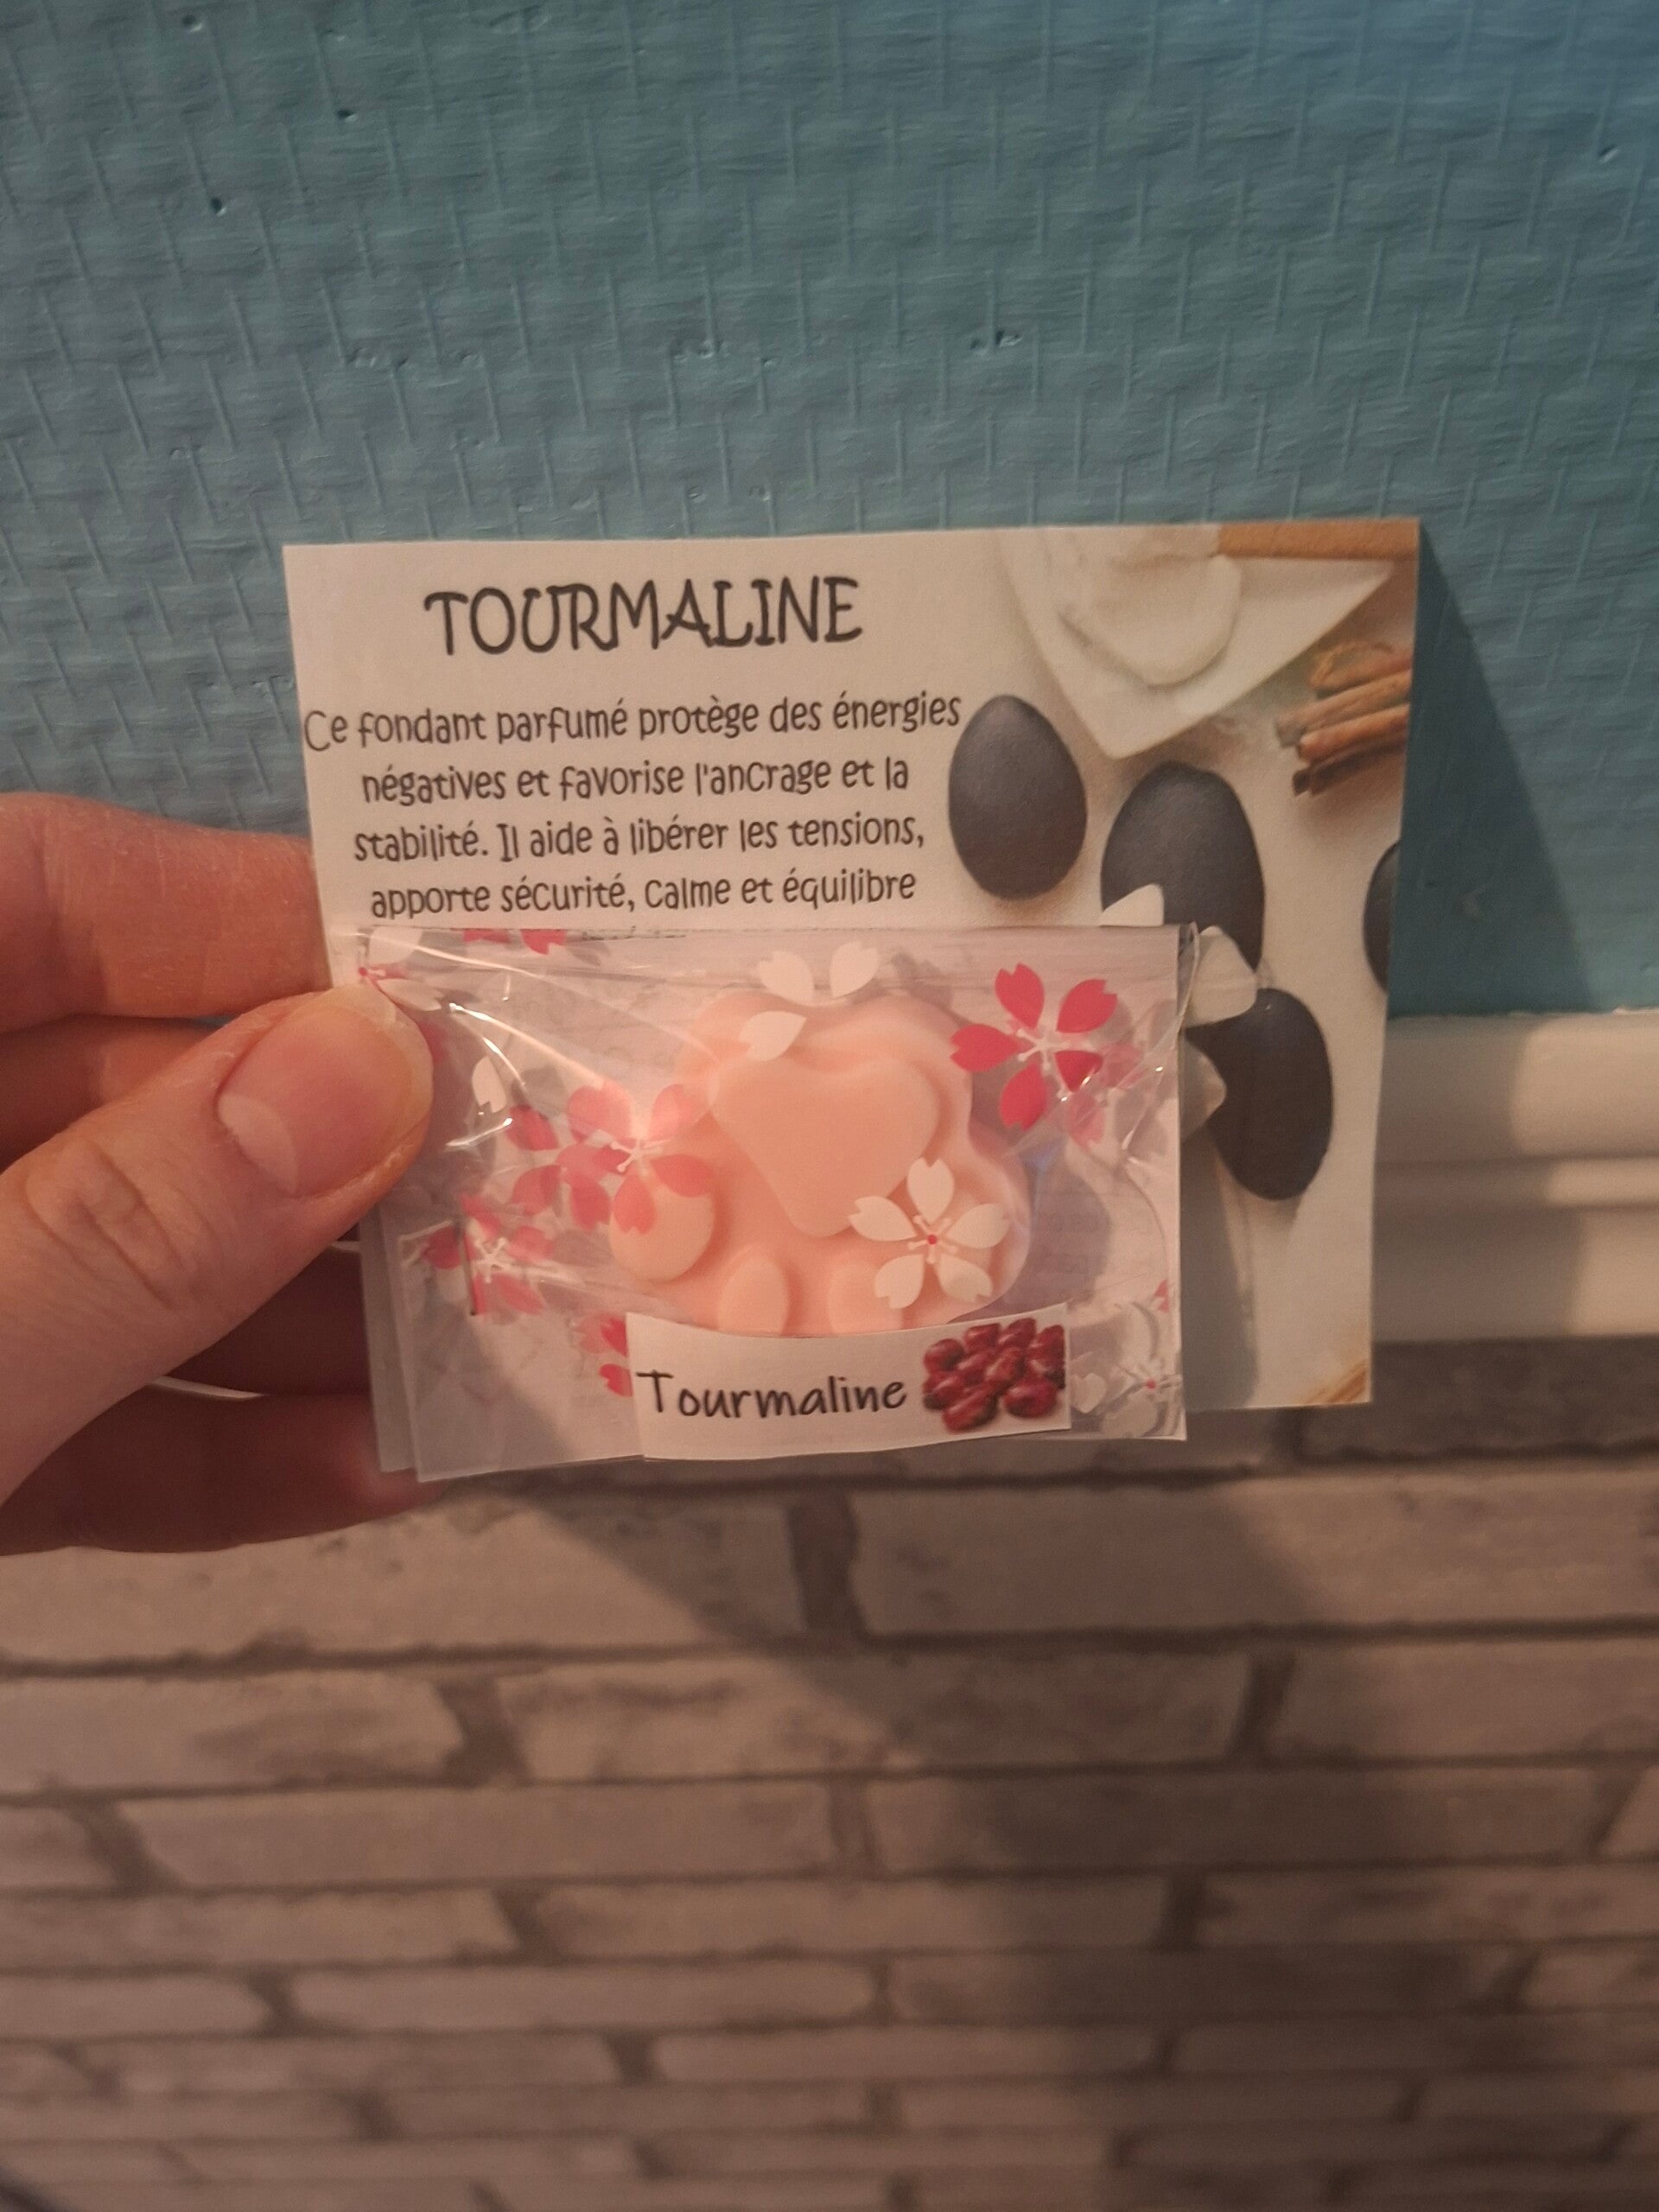 TOURMALINE
Ce fondant parfumé protège des énergies
négatives et favorise l'ancrage et la
stabilité. Il aide à libérer les tensions,
apporte sécurité, calme et équilibre
Tourmaline